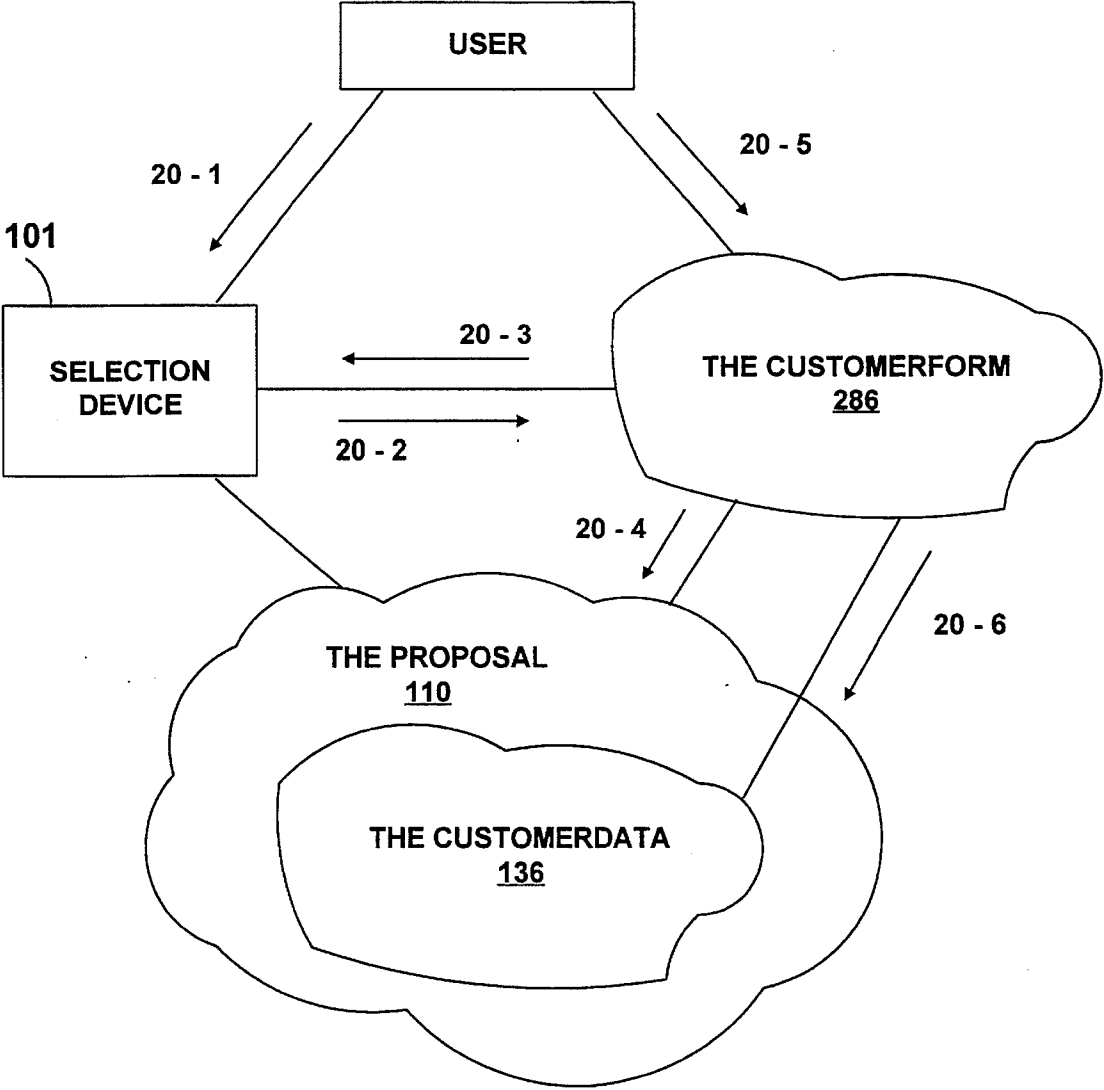 USER
20 - 1
20 - 5
101
SELECTION
DEVICE
20 - 3
20 - 2
THE CUSTOMERFORM
286
20 - 4
20 - 6
THE PROPOSAL
110
THE CUSTOMERDATA
136